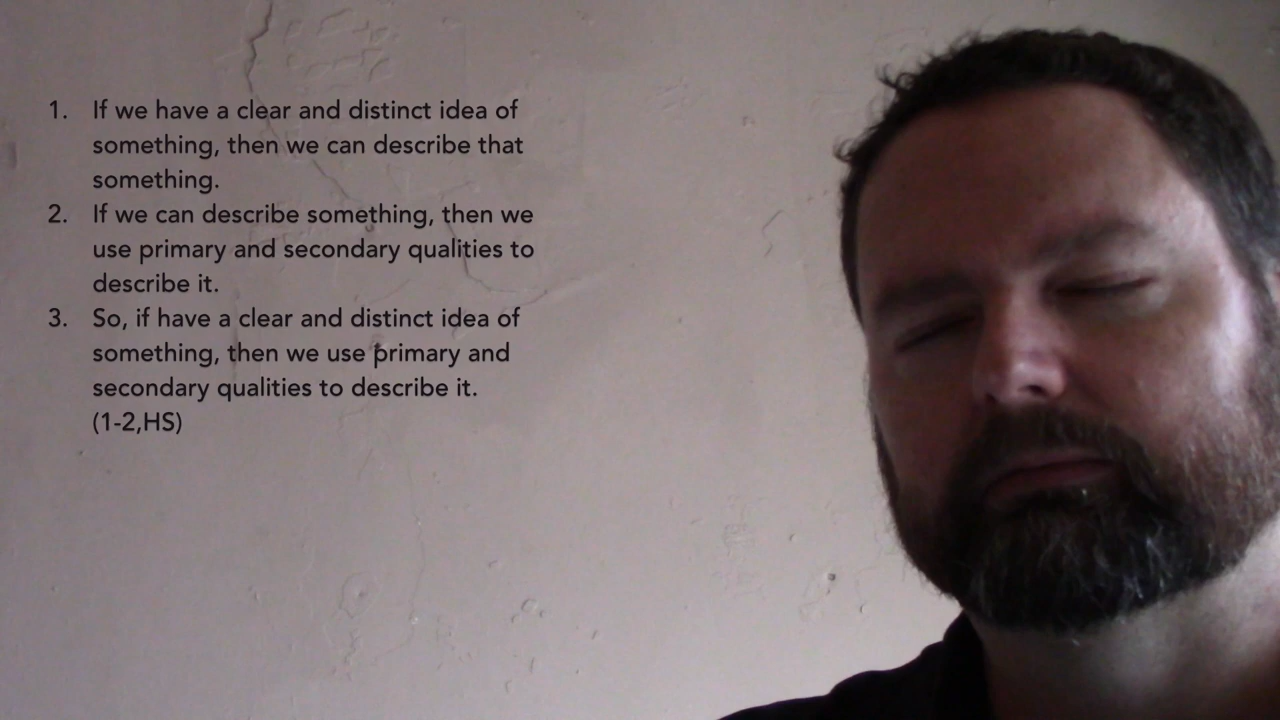 1. If we have a clear and distinct idea of
something, then we can describe that
something.
2. If we can describe something, then we
use primary and secondary qualities to
describe it.
3. So, if have a clear and distinct idea of
something, then we use primary and
secondary qualities to describe it.
(1-2,HS)